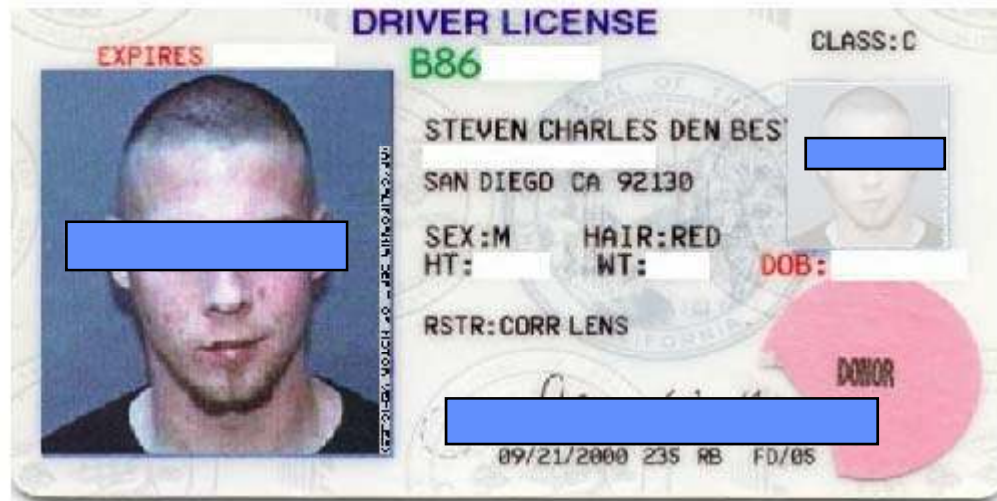 DRIVER LICENSE
EXPIRES
B86
CLASS:C
STEVEN CHARLES DEN BES
SAN DIEGO CA 92130
SEX:M HAIR:RED
HT: WT: DOB:
RSTR:CORR LENS
DONOR
09/21/2000 235 RB FD/05